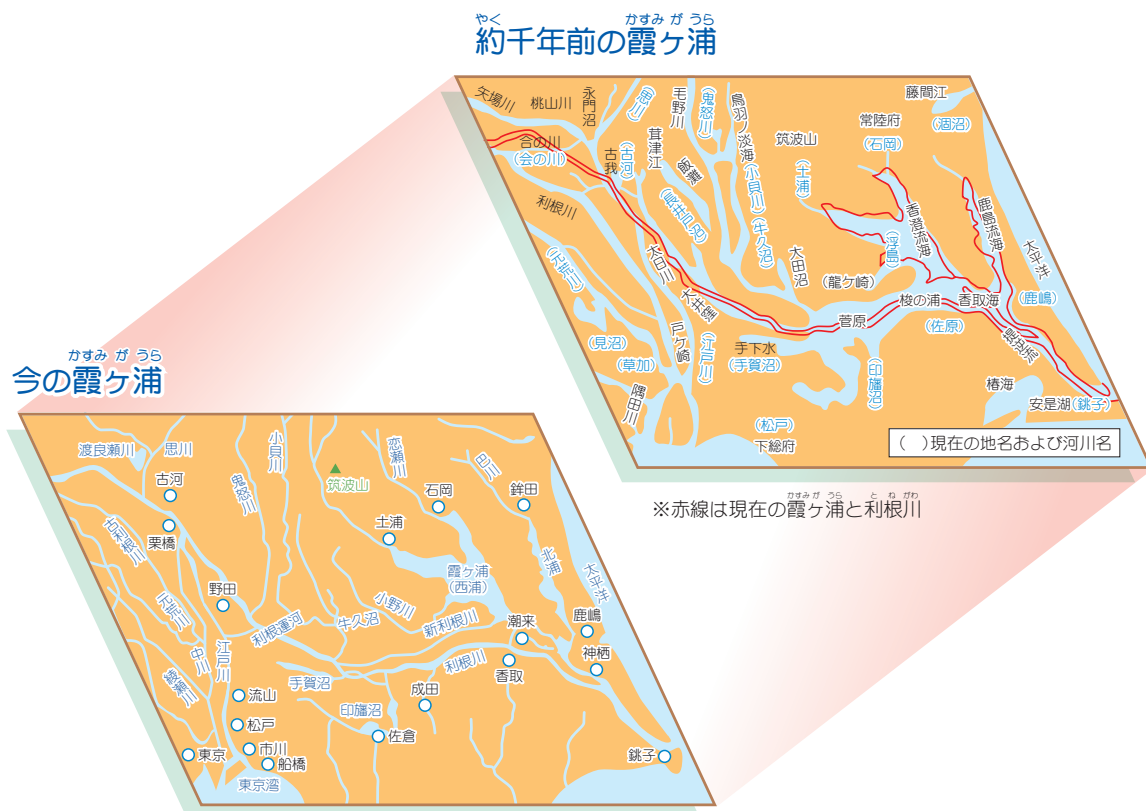 やく かすみ が うら
約千年前の霞ヶ浦
矢場川
桃山川
永門沼
(思川)
毛野川
(鬼怒川)
鳥羽ノ淡海
筑波山
常陸府
(石岡)
藤間江
(涸沼)
合の川
(会の川)
古我
(古河)
茸津江
飯灘
(小貝川)
(土浦)
利根川
(長井戸沼)
(牛久沼)
香澄流海
鹿島流海
太平洋
(元荒川)
太日川
大井窪
大田沼
(浮島)
(龍ケ崎)
梭の浦
香取海
(鹿嶋)
菅原
(佐原)
(見沼)
(草加)
戸ケ崎
(江戸川)
手下水
(手賀沼)
(印旛沼)
隅田川
椿海
安是湖(銚子)
(松戸)
下総府
( )現在の地名および河川名
かすみ が うら と ね がわ
※赤線は現在の霞ヶ浦と利根川
かすみ が うら
今の霞ヶ浦
渡良瀬川
思川
小貝川
恋瀬川
巴川
古河
鬼怒川
筑波山
石岡
鉾田
古利根川
栗橋
土浦
北浦
太平洋
霞ヶ浦
(西浦)
元荒川
野田
小野川
利根運河
牛久沼
新利根川
潮来
鹿嶋
中川
江戸川
綾瀬川
手賀沼
利根川
香取
神栖
流山
印旛沼
成田
松戸
佐倉
東京
市川
船橋
銚子
東京湾